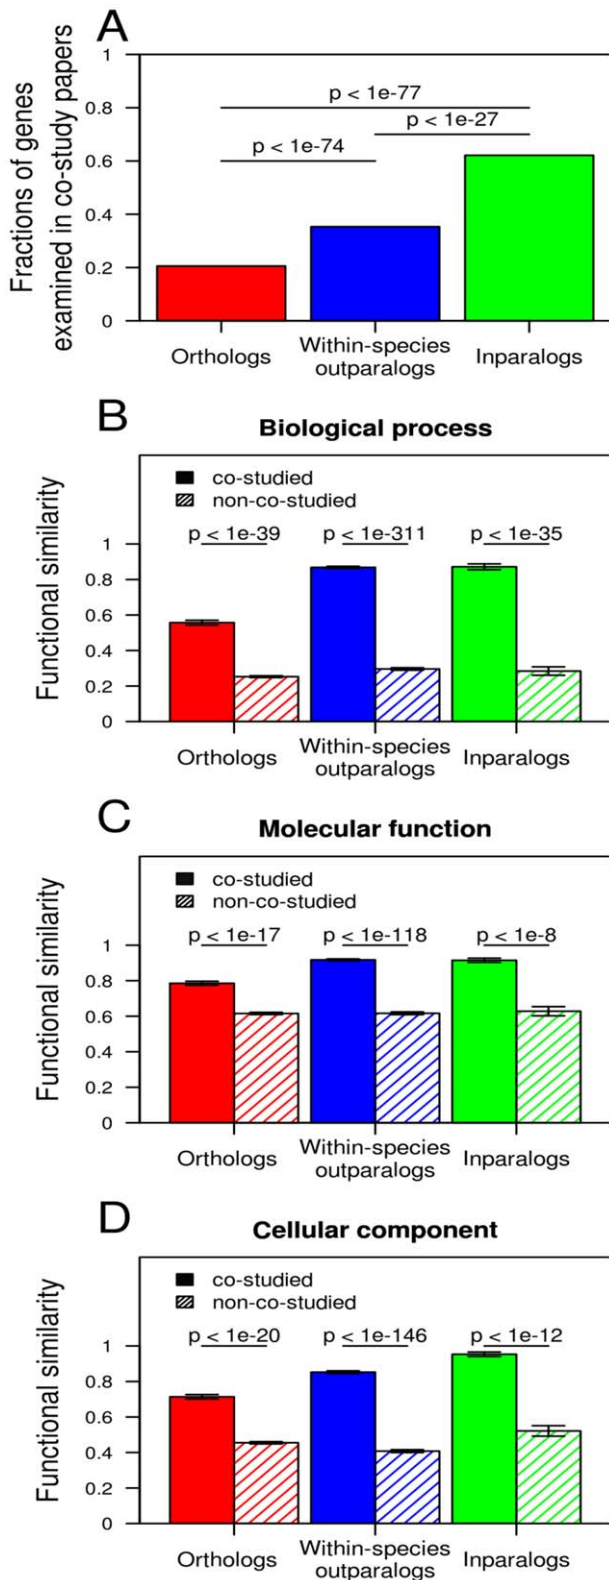 A
Fractions of genes
examined in co-study papers
1
0.8
0.6
0.4
0.2
0
p < 1e-77
p < 1e-27
p < 1e-74
Orthologs
Within-species
outparalogs
Inparalogs
B
Biological process
Functional similarity
co-studied
non-co-studied
p < 1e-39
p < 1e-311
p < 1e-35
1
0.8
0.6
0.4
0.2
0
Orthologs
Within-species
outparalogs
Inparalogs
C
Molecular function
Functional similarity
co-studied
non-co-studied
p < 1e-17
p < 1e-118
p < 1e-8
1
0.8
0.6
0.4
0.2
0
Orthologs
Within-species
outparalogs
Inparalogs
D
Cellular component
Functional similarity
co-studied
non-co-studied
p < 1e-20
p < 1e-146
p < 1e-12
1
0.8
0.6
0.4
0.2
0
Orthologs
Within-species
outparalogs
Inparalogs